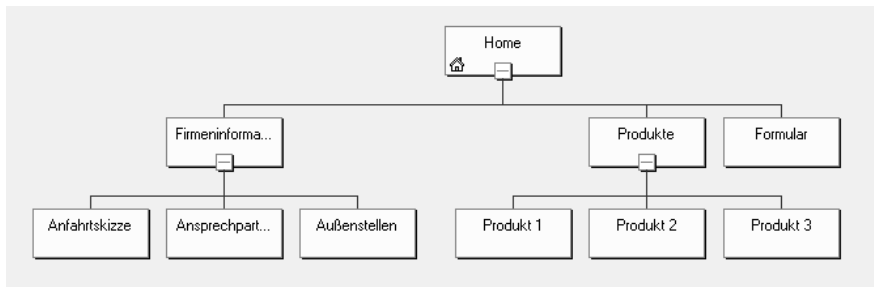 Home
Firmeninforma...
Produkte
Formular
Anfahrtskizze
Ansprechpart...
Außenstellen
Produkt 1
Produkt 2
Produkt 3